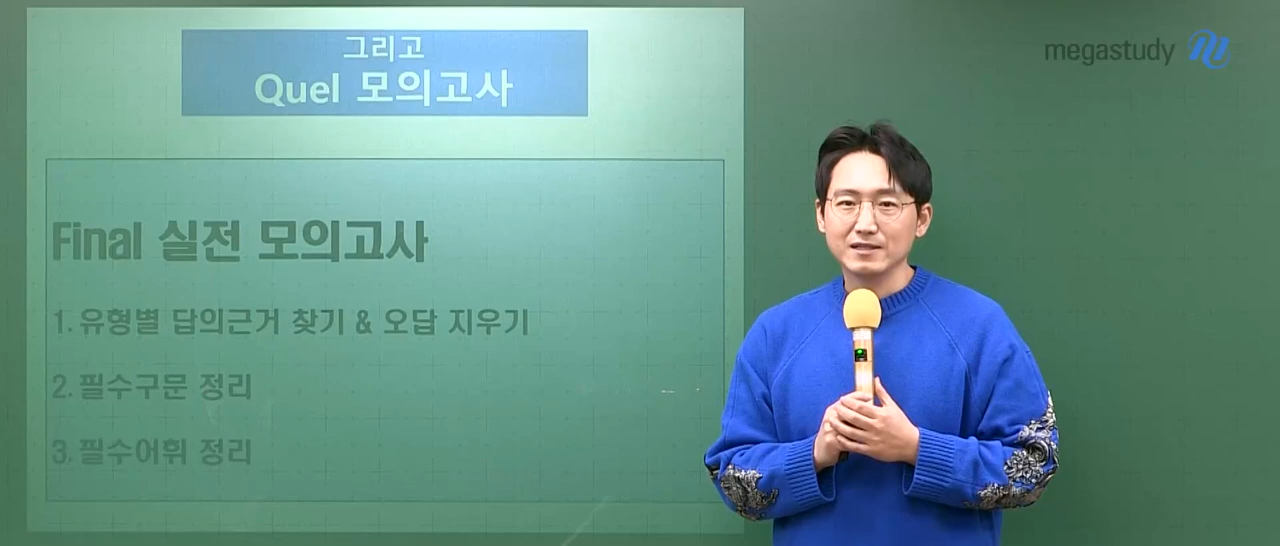 그리고
Quel 모의고사
megastudy
Final 실전 모의고사
1. 유형별 답의근거 찾기 & 오답 지우기
2. 필수구문 정리
3. 필수어휘 정리